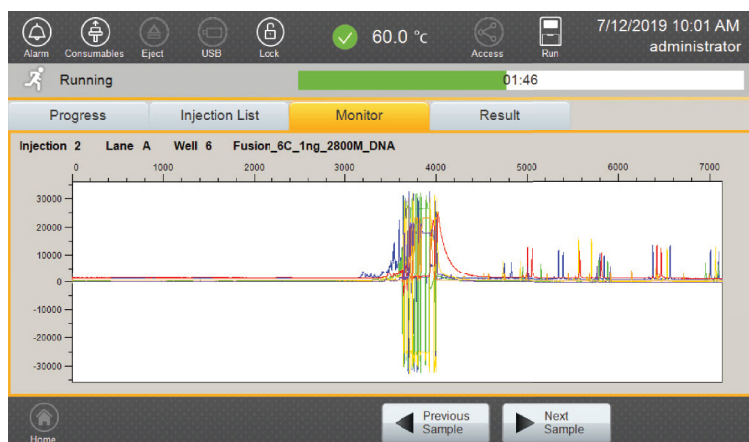 7/12/2019 10:01 AM
60.0 °c
administrator
Alarm Consumables Eject USB Lock Access Run
Running 01:46
Progress Injection List Monitor Result
Injection 2 Lane A Well 6 Fusion_6C_1ng_2800M_DNA
0 1000 2000 3000 4000 5000 6000 7000
30000
20000
10000
0
-10000
-20000
-30000
Previous Next
Sample Sample
Home